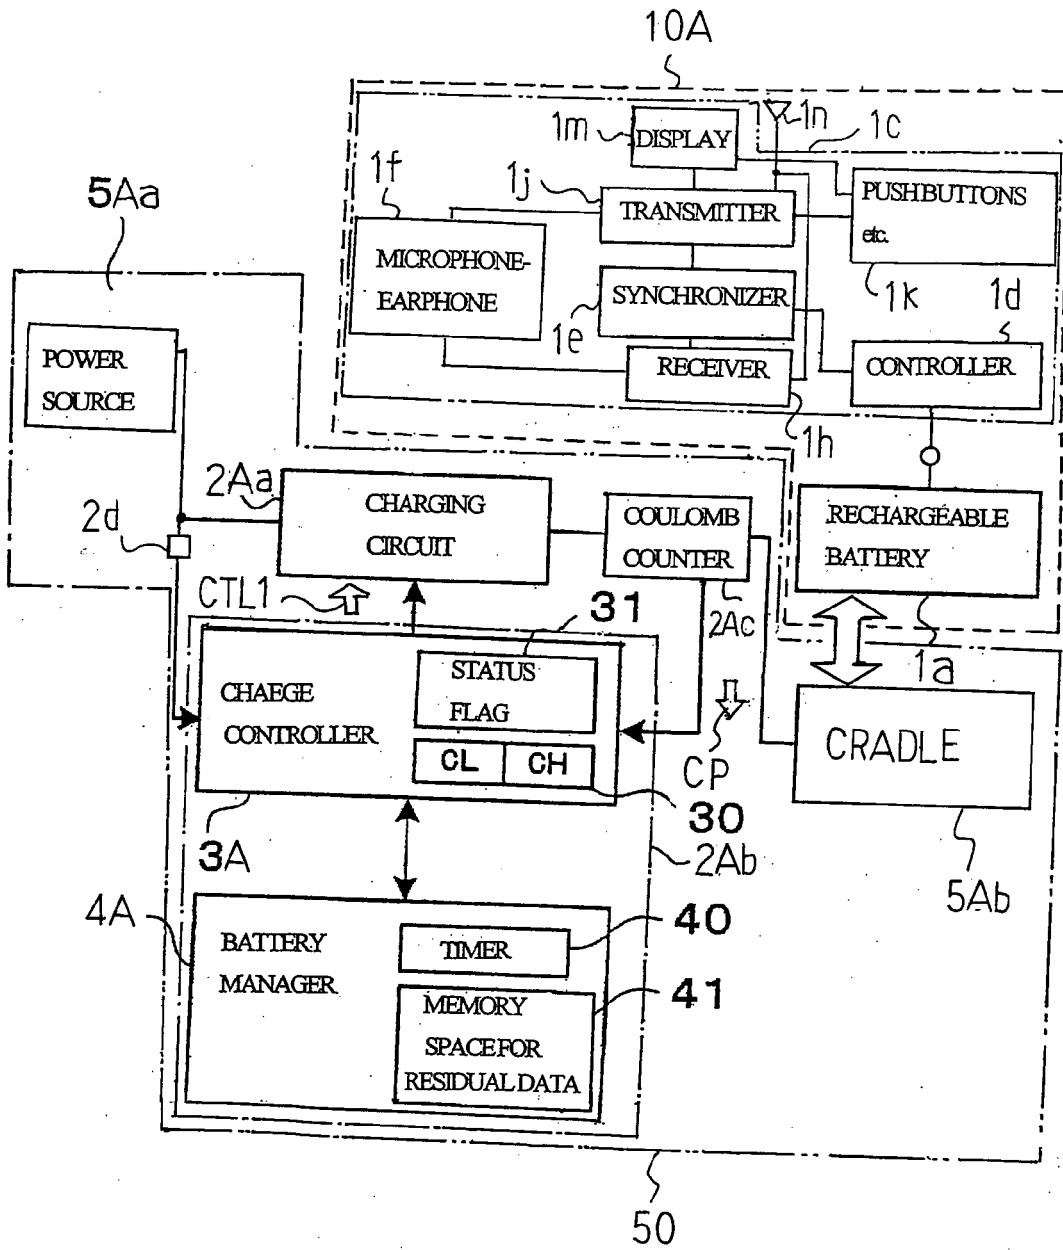 10A
1m
DISPLAY
1n
1c
1f
1j
TRANSMITTER
PUSH BUTTONS
etc.
5Aa
MICROPHONE-
EARPHONE
SYNCHRONIZER
1e
1k
1d
POWER
SOURCE
RECEIVER
CONTROLLER
1h
2Aa
CHARGING
CIRCUIT
COULOMB
COUNTER
RECHARGEABLE
BATTERY
2d
CTL1
31
2Ac
1a
CHAEGE
CONTROLLER
STATUS
FLAG
CL
CH
CP
CRADLE
30
3A
2Ab
5Ab
4A
BATTERY
MANAGER
TIMER
40
MEMORY
SPACE FOR
RESIDUAL DATA
41
50